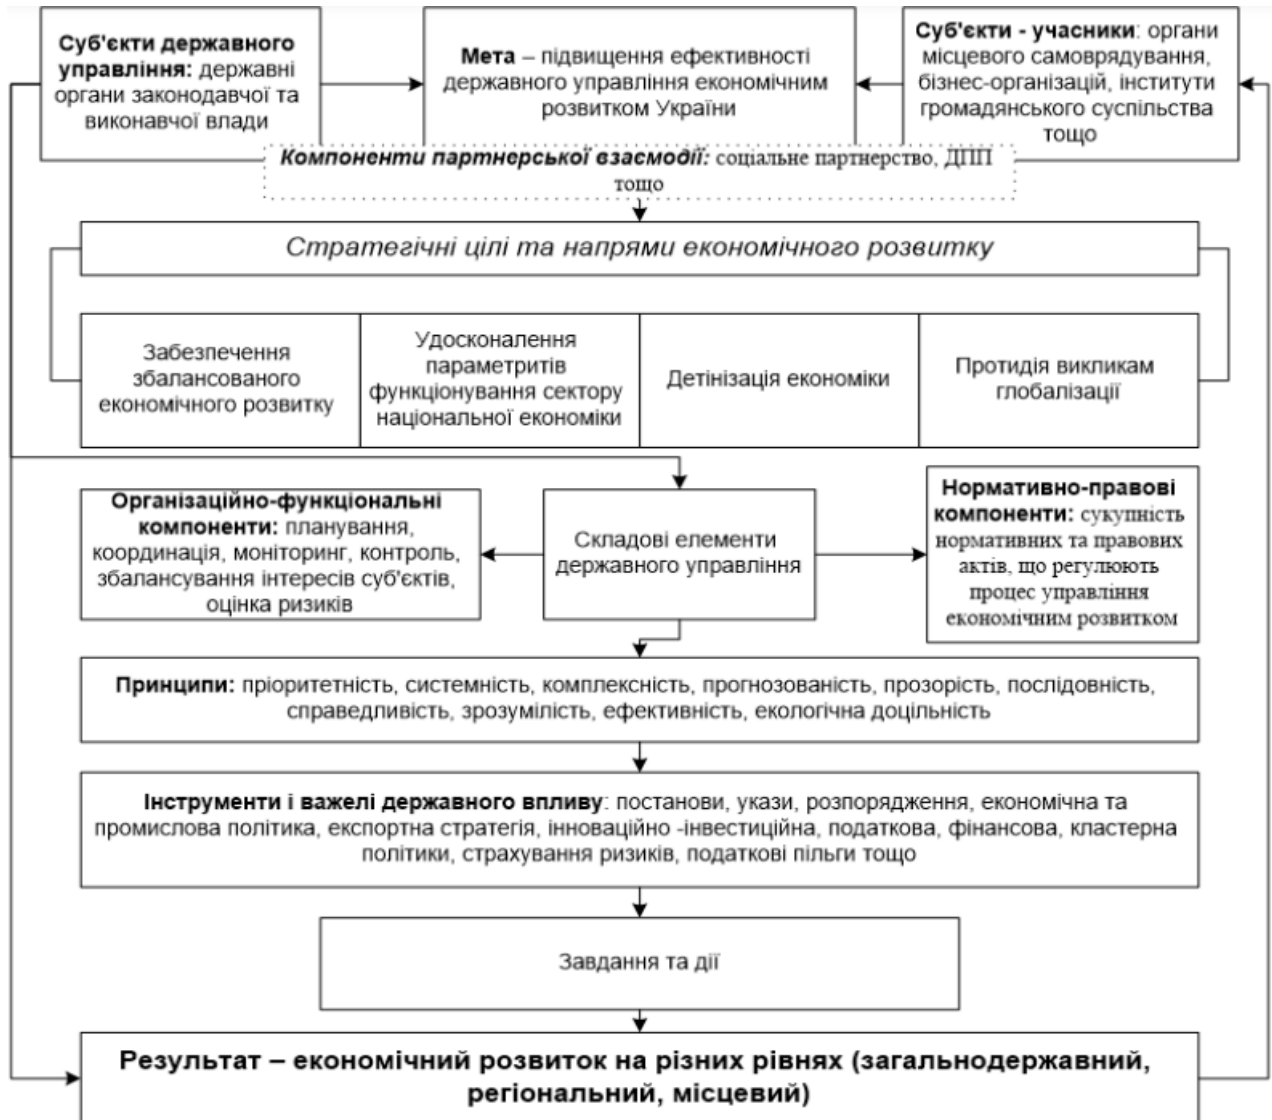 Суб'єкти державного
управління: державні
органи законодавчої та
виконавчої влади
Мета – підвищення ефективності
державного управління економічним
розвитком України
Суб'єкти - учасники: органи
місцевого самоврядування,
бізнес-організацій, інститути
громадянського суспільства
тощо
Компоненти партнерської взаємодії: соціальне партнерство, ДПП
тощо
Стратегічні цілі та напрями економічного розвитку
Забезпечення
збалансованого
економічного розвитку
Удосконалення
параметритів
функціонування сектору
національної економіки
Детінізація економіки
Протидія викликам
глобалізації
Організаційно-функціональні
компоненти: планування,
координація, моніторинг, контроль,
збалансування інтересів суб'єктів,
оцінка ризиків
Складові елементи
державного управління
Нормативно-правові
компоненти: сукупність
нормативних та правових
актів, що регулюють
процес управління
економічним розвитком
Принципи: пріоритетність, системність, комплексність, прогнозованість, прозорість, послідовність,
справедливість, зрозумілість, ефективність, екологічна доцільність
Інструменти і важелі державного впливу: постанови, укази, розпорядження, економічна та
промислова політика, експортна стратегія, інноваційно -інвестиційна, податкова, фінансова, кластерна
політики, страхування ризиків, податкові пільги тощо
Завдання та дії
Результат – економічний розвиток на різних рівнях (загальнодержавний,
регіональний, місцевий)